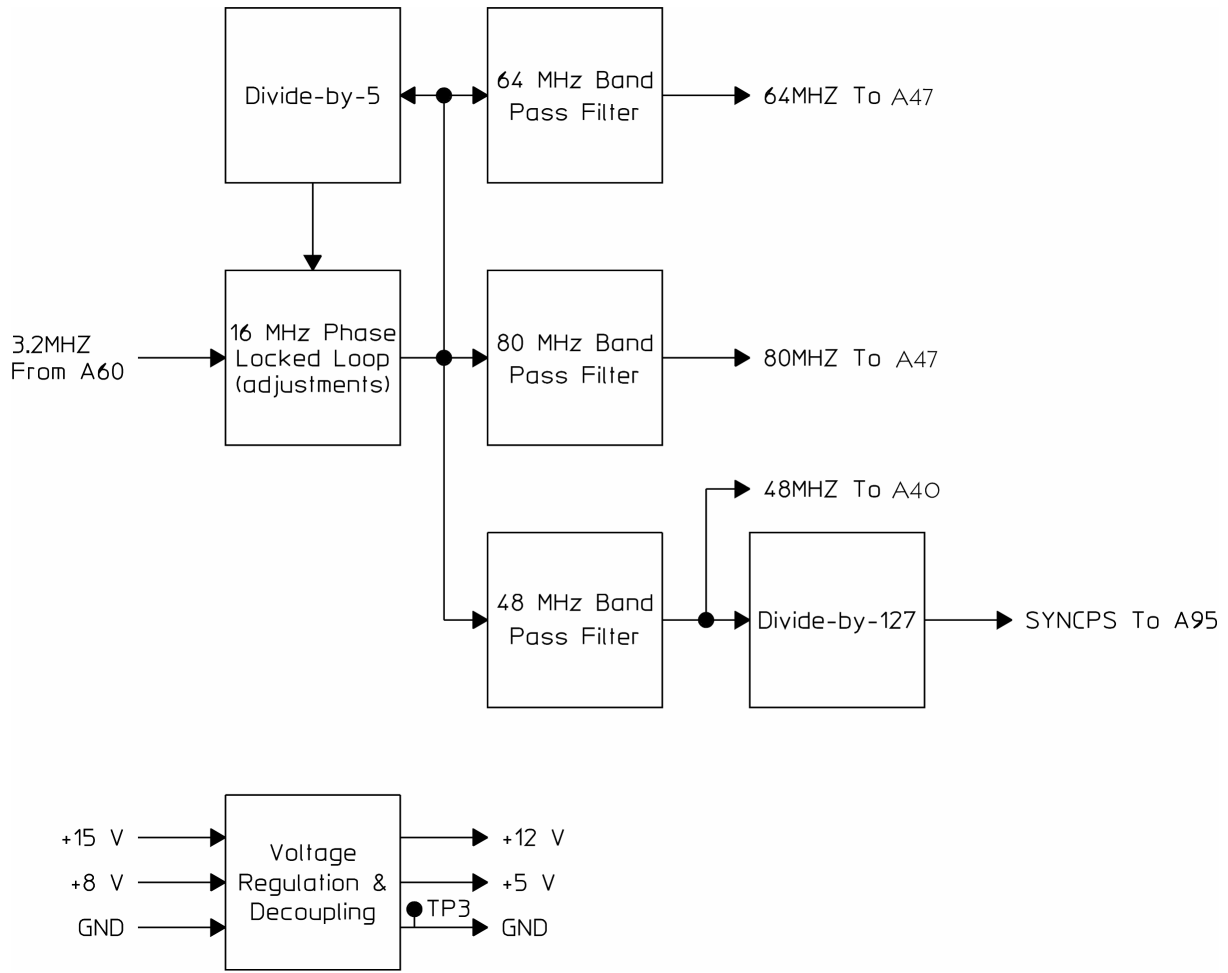 Divide-by-5
64 MHz Band
Pass Filter
64MHZ To A47
3.2MHZ
From A60
16 MHz Phase
Locked Loop
(adjustments)
80 MHz Band
Pass Filter
80MHZ To A47
48MHZ To A40
48 MHz Band
Pass Filter
Divide-by-127
SYNCPS To A95
+15 V
+8 V
GND
Voltage
Regulation &
Decoupling
+12 V
+5 V
TP3
GND